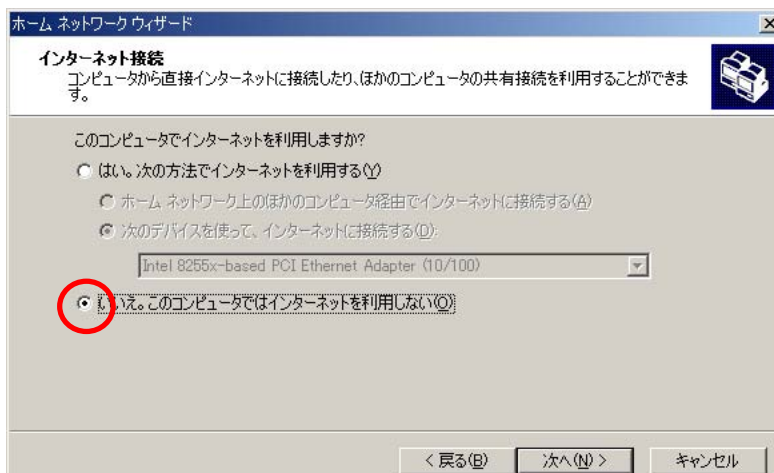 ホーム ネットワーク ウィザード
インターネット接続
コンピュータから直接インターネットに接続したり、ほかのコンピュータの共有接続を利用することができま
す。
このコンピュータでインターネットを利用しますか?
はい。次の方法でインターネットを利用する(Y)
ホーム ネットワーク上のほかのコンピュータ経由でインターネットに接続する(A)
次のデバイスを使って、インターネットに接続する(D):
Intel 8255x-based PCI Ethernet Adapter (10/100)
いいえ。このコンピュータではインターネットを利用しない(O)
< 戻る(B) 次へ(N) > キャンセル